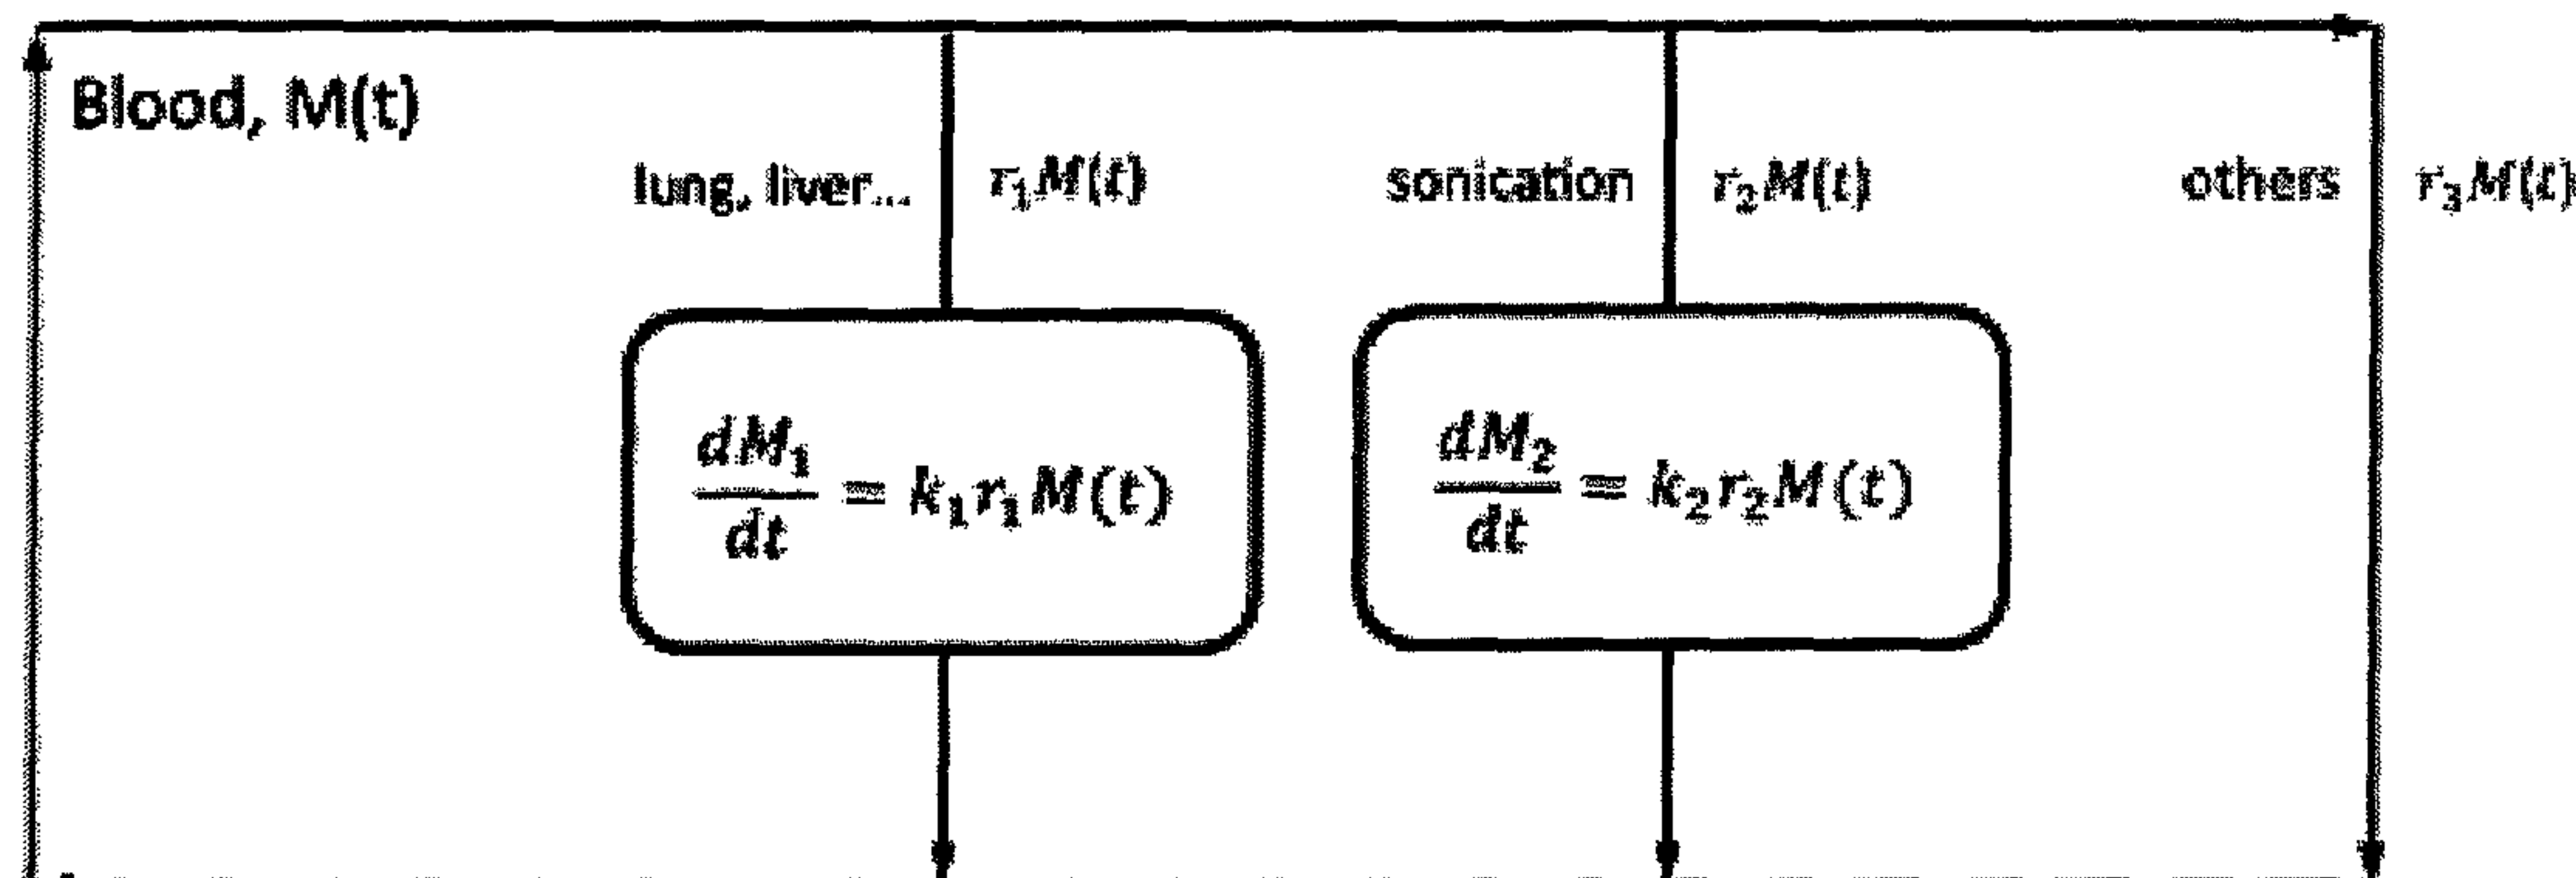 Blood, M(t)
lung, liver... r₁M(t) sonication r₂M(t) others r₃M(t)
dM₁/dt = k₁r₁M(t)
dM₂/dt = k₂r₂M(t)